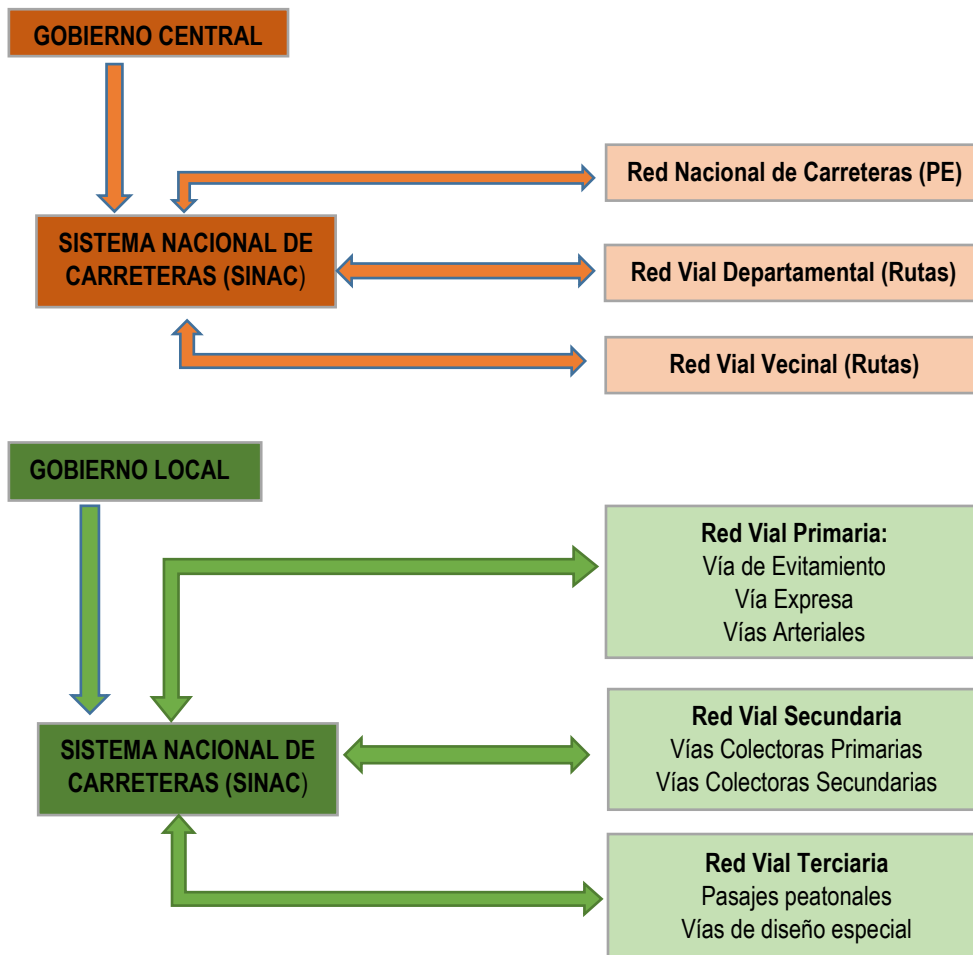 GOBIERNO CENTRAL
Red Nacional de Carreteras (PE)
SISTEMA NACIONAL DE
CARRETERAS (SINAC)
Red Vial Departamental (Rutas)
Red Vial Vecinal (Rutas)
GOBIERNO LOCAL
Red Vial Primaria:
Vía de Evitamiento
Vía Expresa
Vías Arteriales
SISTEMA NACIONAL DE
CARRETERAS (SINAC)
Red Vial Secundaria
Vías Colectoras Primarias
Vías Colectoras Secundarias
Red Vial Terciaria
Pasajes peatonales
Vías de diseño especial